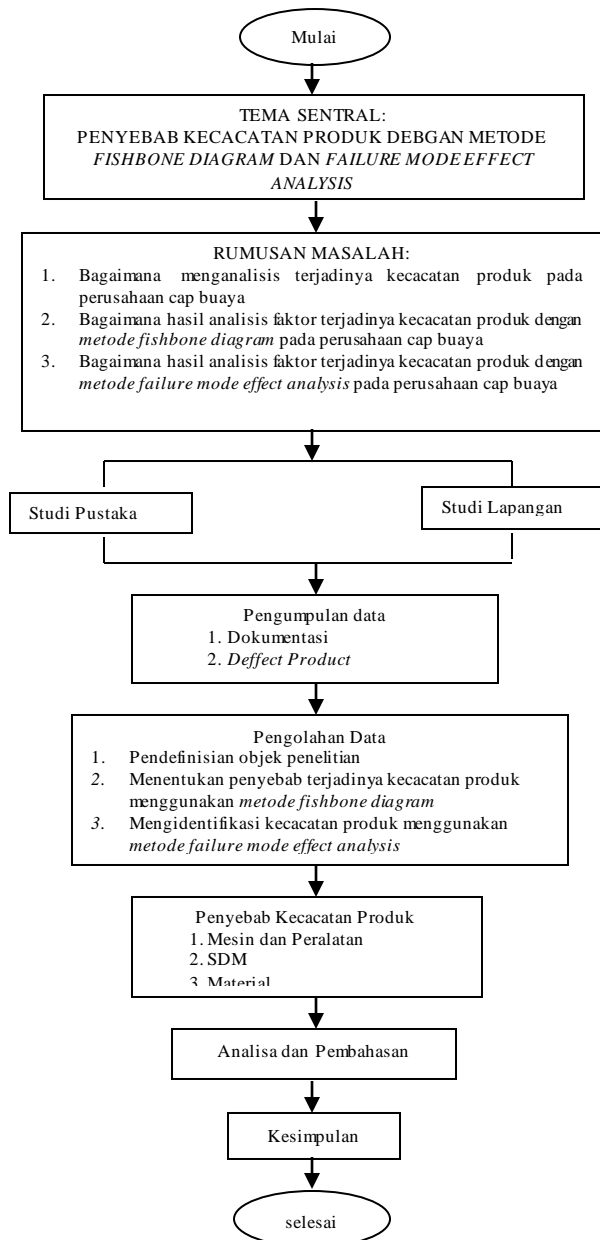 Mulai
TEMA SENTRAL:
PENYEBAB KECACATAN PRODUK DEBGAN METODE
FISHBONE DIAGRAM DAN FAILURE MODE EFFECT
ANALYSIS
RUMUSAN MASALAH:
1. Bagaimana menganalisis terjadinya kecacatan produk pada
perusahaan cap buaya
2. Bagaimana hasil analisis faktor terjadinya kecacatan produk dengan
metode fishbone diagram pada perusahaan cap buaya
3. Bagaimana hasil analisis faktor terjadinya kecacatan produk dengan
metode failure mode effect analysis pada perusahaan cap buaya
Studi Pustaka
Studi Lapangan
Pengumpulan data
1. Dokumentasi
2. Deffect Product
Pengolahan Data
1. Pendefinisian objek penelitian
2. Menentukan penyebab terjadinya kecacatan produk
menggunakan metode fishbone diagram
3. Mengidentifikasi kecacatan produk menggunakan
metode failure mode effect analysis
Penyebab Kecacatan Produk
1. Mesin dan Peralatan
2. SDM
3. Material
Analisa dan Pembahasan
Kesimpulan
selesai